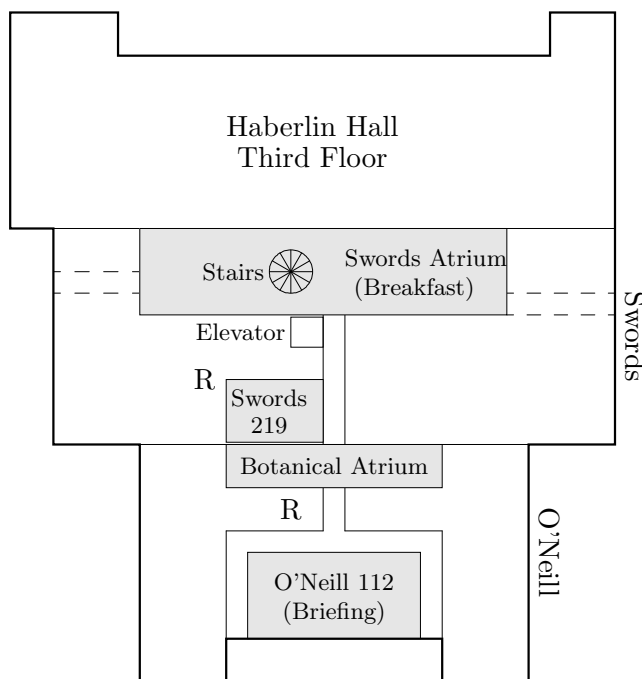 Haberlin Hall
Third Floor
Stairs
Swords Atrium
(Breakfast)
Elevator
Swords
R
Swords
219
Botanical Atrium
R
O'Neill
O'Neill 112
(Briefing)